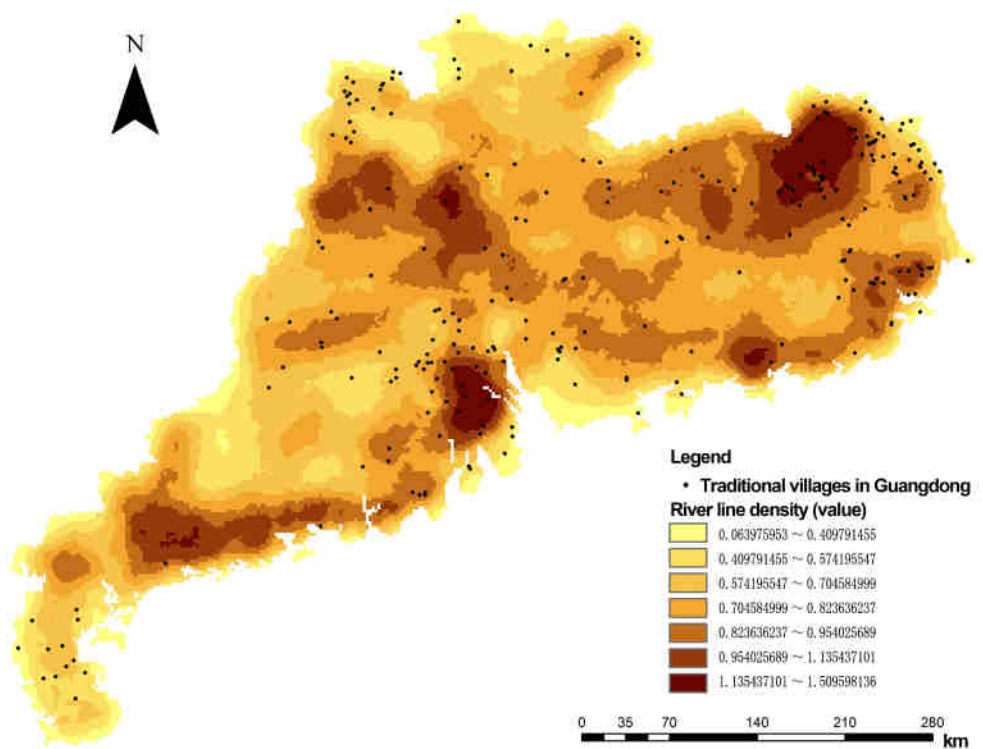 N
Legend
Traditional villages in Guangdong
River line density (value)
0.063975953 ~ 0.409791455
0.409791455 ~ 0.574195547
0.574195547 ~ 0.704584999
0.704584999 ~ 0.823636237
0.823636237 ~ 0.954025689
0.954025689 ~ 1.135437101
1.135437101 ~ 1.509598136
0 35 70 140 210 280
km